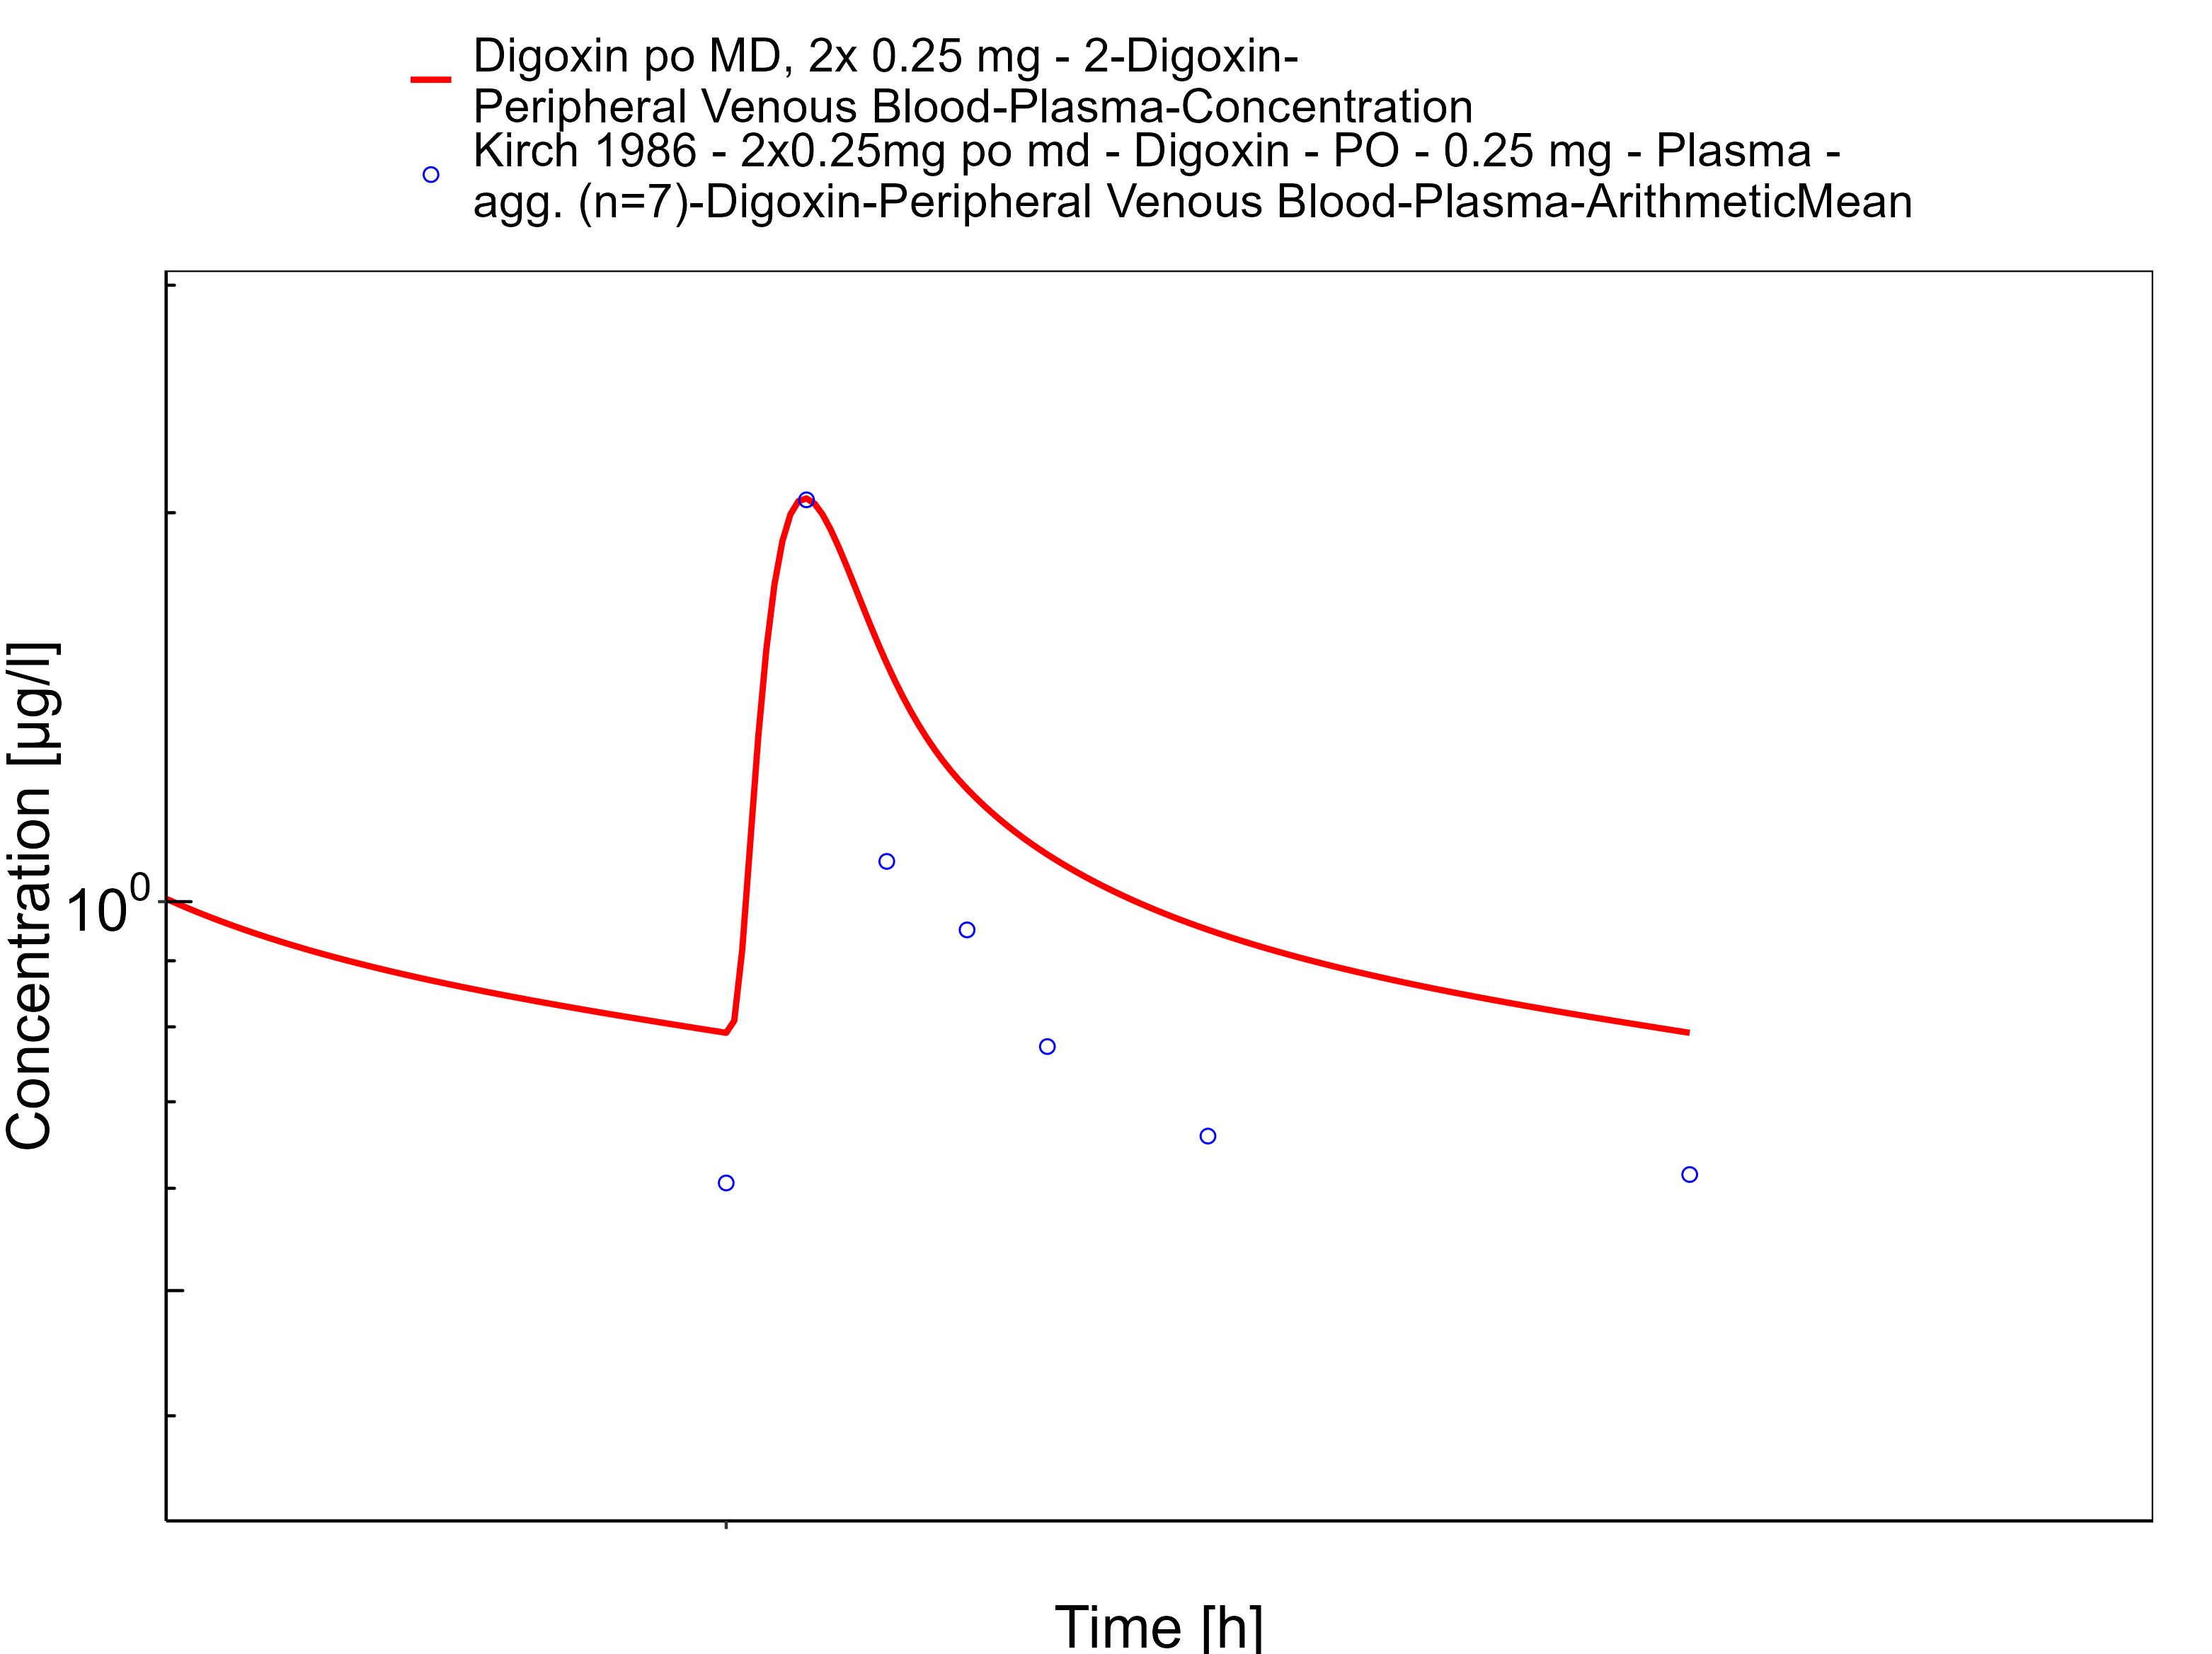 Digoxin po MD, 2x 0.25 mg - 2-Digoxin-
Peripheral Venous Blood-Plasma-Concentration
Kirch 1986 - 2x0.25mg po md - Digoxin - PO - 0.25 mg - Plasma -
agg. (n=7)-Digoxin-Peripheral Venous Blood-Plasma-ArithmeticMean
Concentration [µg/l]
10⁰
Time [h]